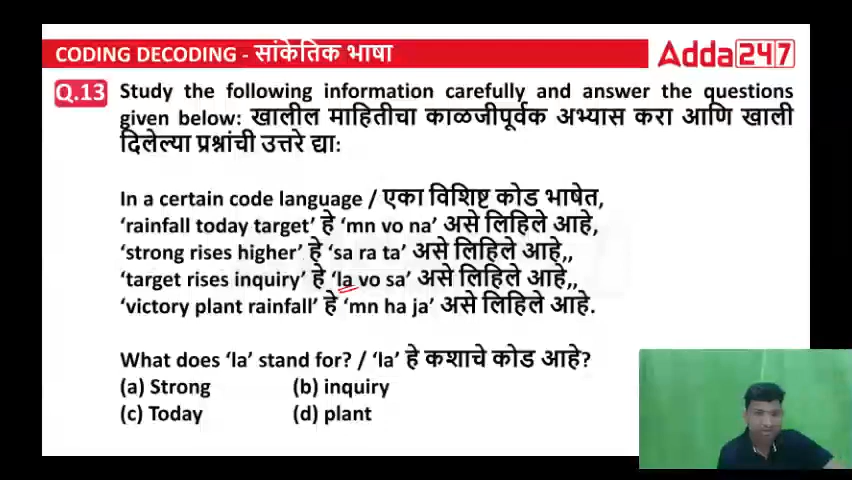 CODING DECODING - सांकेतिक भाषा
Adda247
Q.13 Study the following information carefully and answer the questions
given below: खालील माहितीचा काळजीपूर्वक अभ्यास करा आणि खाली
दिलेल्या प्रश्नांची उत्तरे द्या:
In a certain code language / एका विशिष्ट कोड भाषेत,
‘rainfall today target’ हे ‘mn vo na’ असे लिहिले आहे,
‘strong rises higher’ हे ‘sa ra ta’ असे लिहिले आहे,,
‘target rises inquiry’ हे ‘la vo sa’ असे लिहिले आहे,,
‘victory plant rainfall’ हे ‘mn ha ja’ असे लिहिले आहे.
What does ‘la’ stand for? / ‘la’ हे कशाचे कोड आहे?
(a) Strong (b) inquiry
(c) Today (d) plant